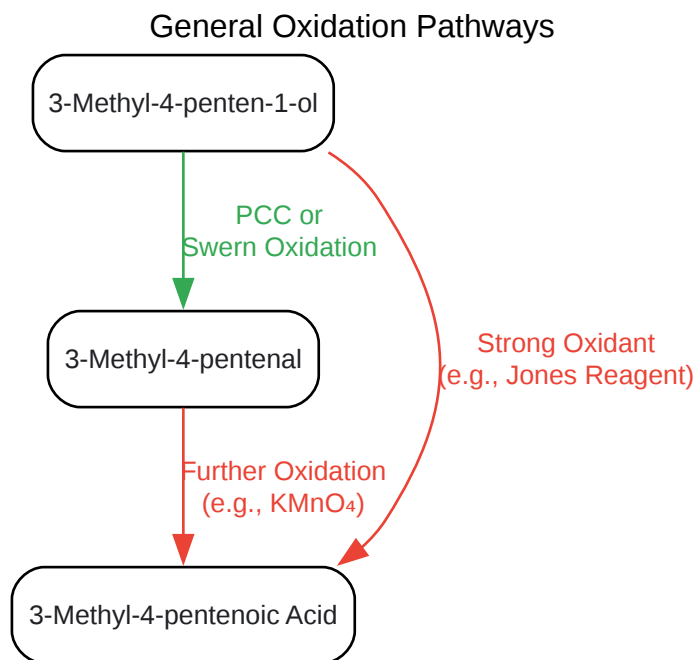 General Oxidation Pathways
3-Methyl-4-penten-1-ol
PCC or
Swern Oxidation
3-Methyl-4-pentenal
Strong Oxidant
(e.g., Jones Reagent)
Further Oxidation
(e.g., KMnO₄)
3-Methyl-4-pentenoic Acid